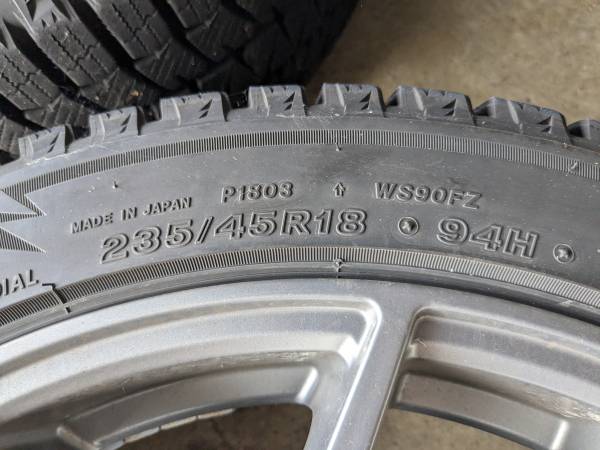 MADE IN JAPAN P1803 WS90FZ
235/45R18 94H
DIAL